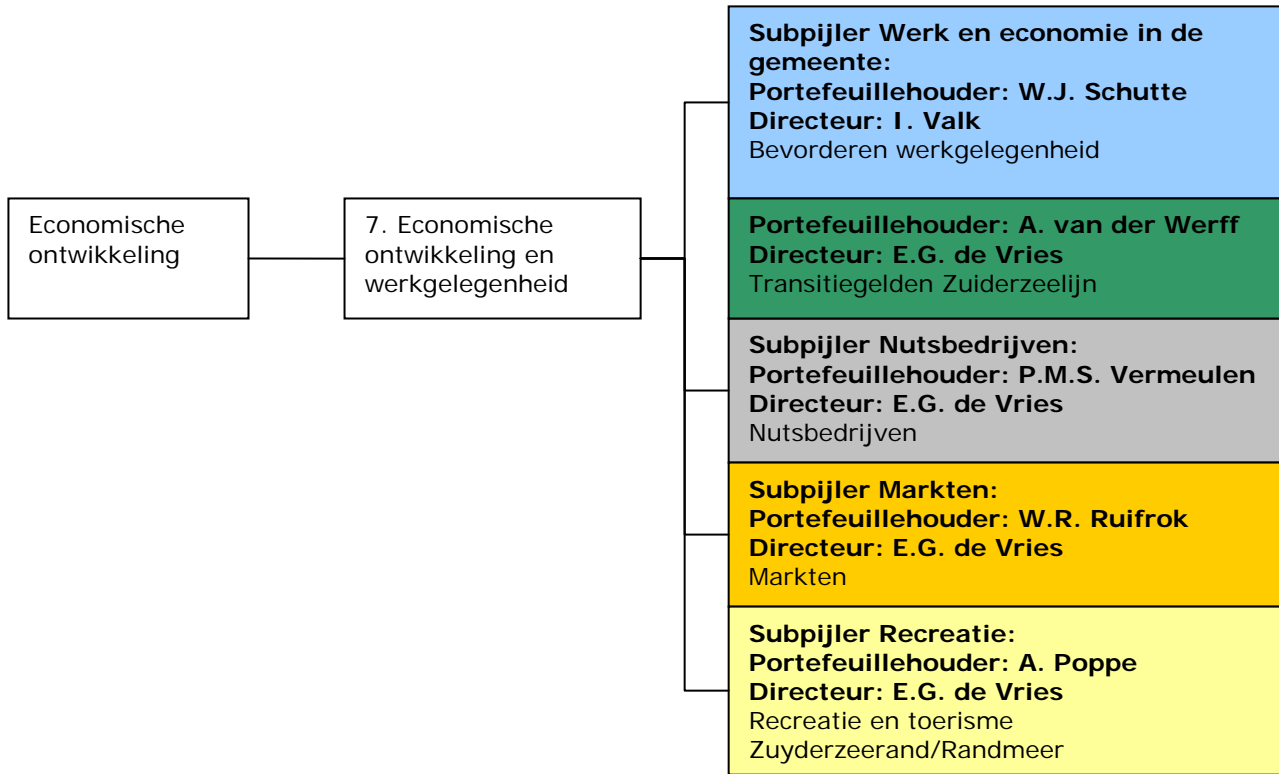 Economische
ontwikkeling
7. Economische
ontwikkeling en
werkgelegenheid
Subpijler Werk en economie in de
gemeente:
Portefeuillehouder: W.J. Schutte
Directeur: I. Valk
Bevorderen werkgelegenheid
Portefeuillehouder: A. van der Werff
Directeur: E.G. de Vries
Transitiegelden Zuiderzeelijn
Subpijler Nutsbedrijven:
Portefeuillehouder: P.M.S. Vermeulen
Directeur: E.G. de Vries
Nutsbedrijven
Subpijler Markten:
Portefeuillehouder: W.R. Ruifrok
Directeur: E.G. de Vries
Markten
Subpijler Recreatie:
Portefeuillehouder: A. Poppe
Directeur: E.G. de Vries
Recreatie en toerisme
Zuyderzeerand/Randmeer